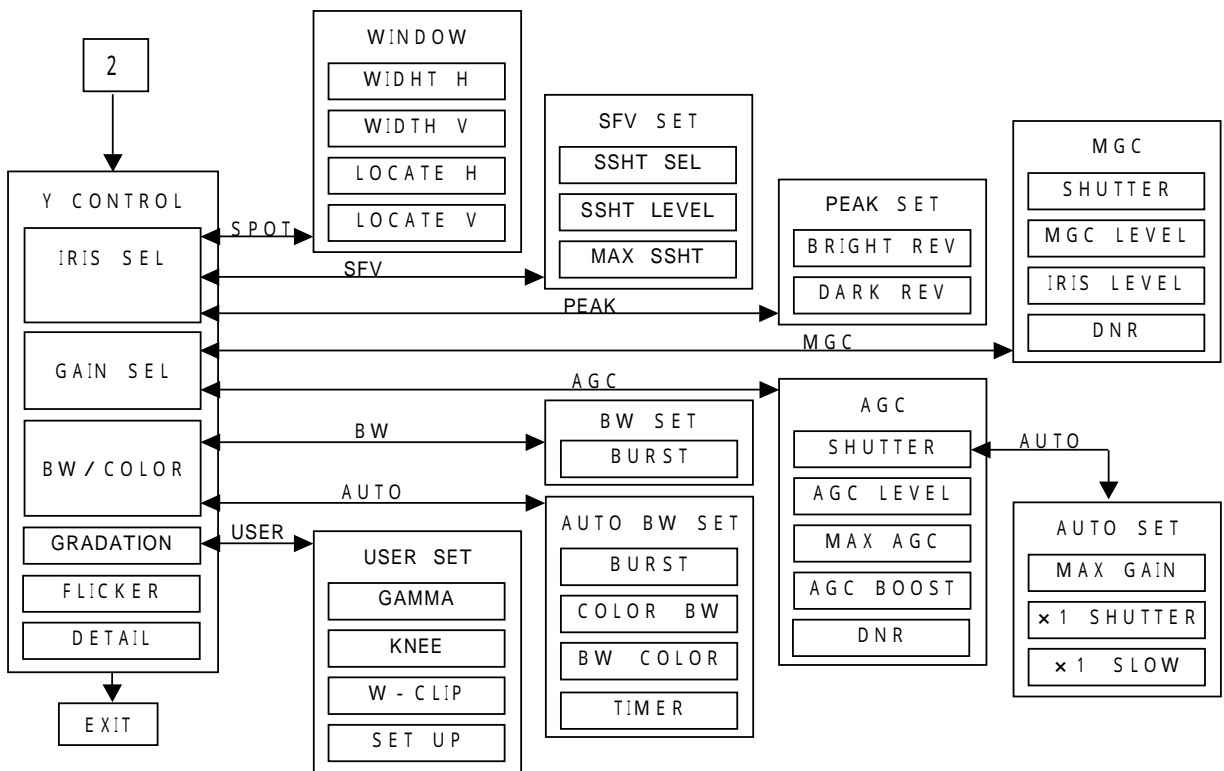 2
Y CONTROL
IRIS SEL
GAIN SEL
BW/COLOR
GRADATION
FLICKER
DETAIL
EXIT
SPOT
SFV
PEAK
MGC
AGC
BW
AUTO
USER
WINDOW
WIDHT H
WIDTH V
LOCATE H
LOCATE V
SFV SET
SSHT SEL
SSHT LEVEL
MAX SSHT
PEAK SET
BRIGHT REV
DARK REV
MGC
SHUTTER
MGC LEVEL
IRIS LEVEL
DNR
BW SET
BURST
AUTO BW SET
BURST
COLOR BW
BW COLOR
TIMER
USER SET
GAMMA
KNEE
W-CLIP
SET UP
AGC
SHUTTER
AGC LEVEL
MAX AGC
AGC BOOST
DNR
AUTO
AUTO SET
MAX GAIN
×1 SHUTTER
×1 SLOW